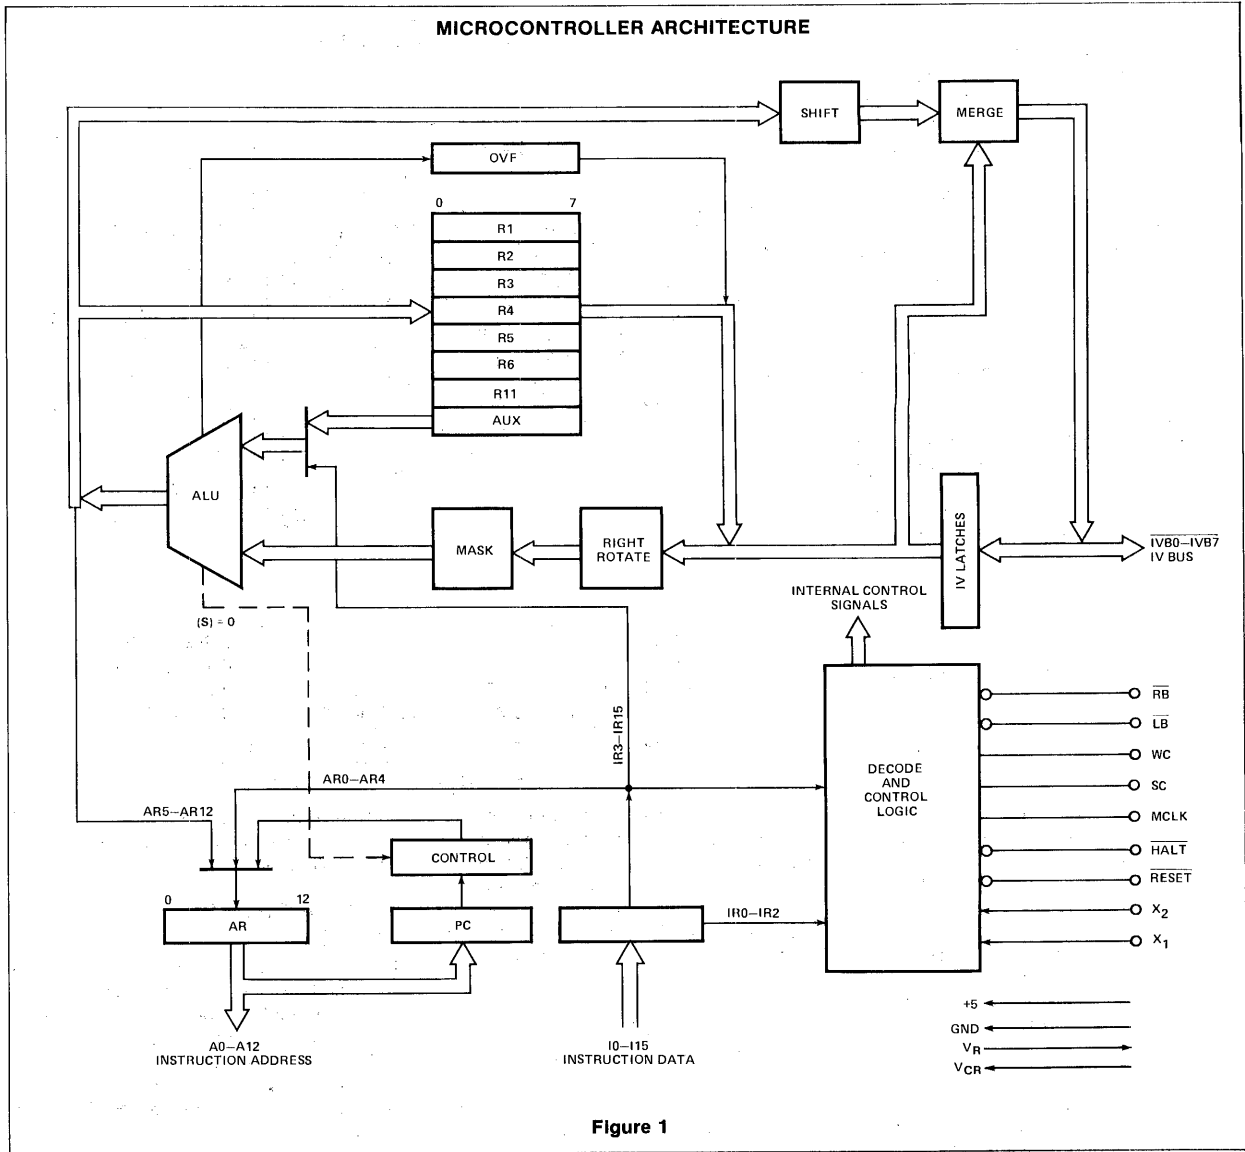 MICROCONTROLLER ARCHITECTURE
SHIFT
MERGE
OVF
0 7
R1
R2
R3
R4
R5
R6
R11
AUX
ALU
MASK
RIGHT
ROTATE
IV LATCHES
IVB0–IVB7
IV BUS
INTERNAL CONTROL
SIGNALS
(S) = 0
IR3–IR15
DECODE
AND
CONTROL
LOGIC
RB
LB
WC
SC
MCLK
HALT
RESET
X2
X1
AR0–AR4
AR5–AR12
CONTROL
0 12
AR
PC
IR0–IR2
A0–A12
INSTRUCTION ADDRESS
I0–I15
INSTRUCTION DATA
+5
GND
VR
VCR
Figure 1